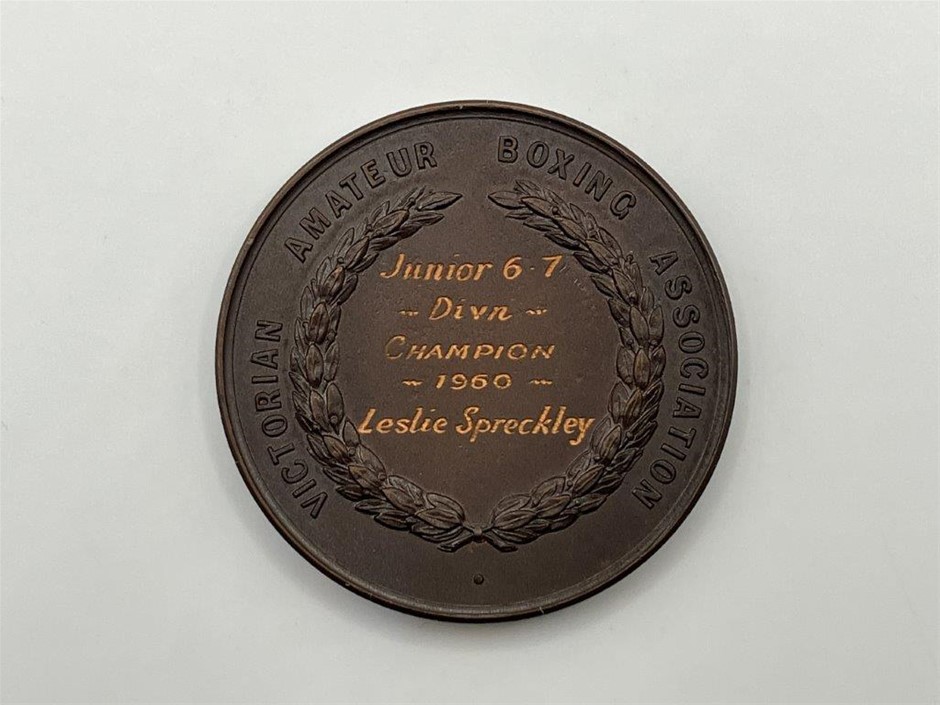 VICTORIAN AMATEUR BOXING ASSOCIATION
Junior 6·7
~ Divn ~
CHAMPION
~ 1960 ~
Leslie Spreckley